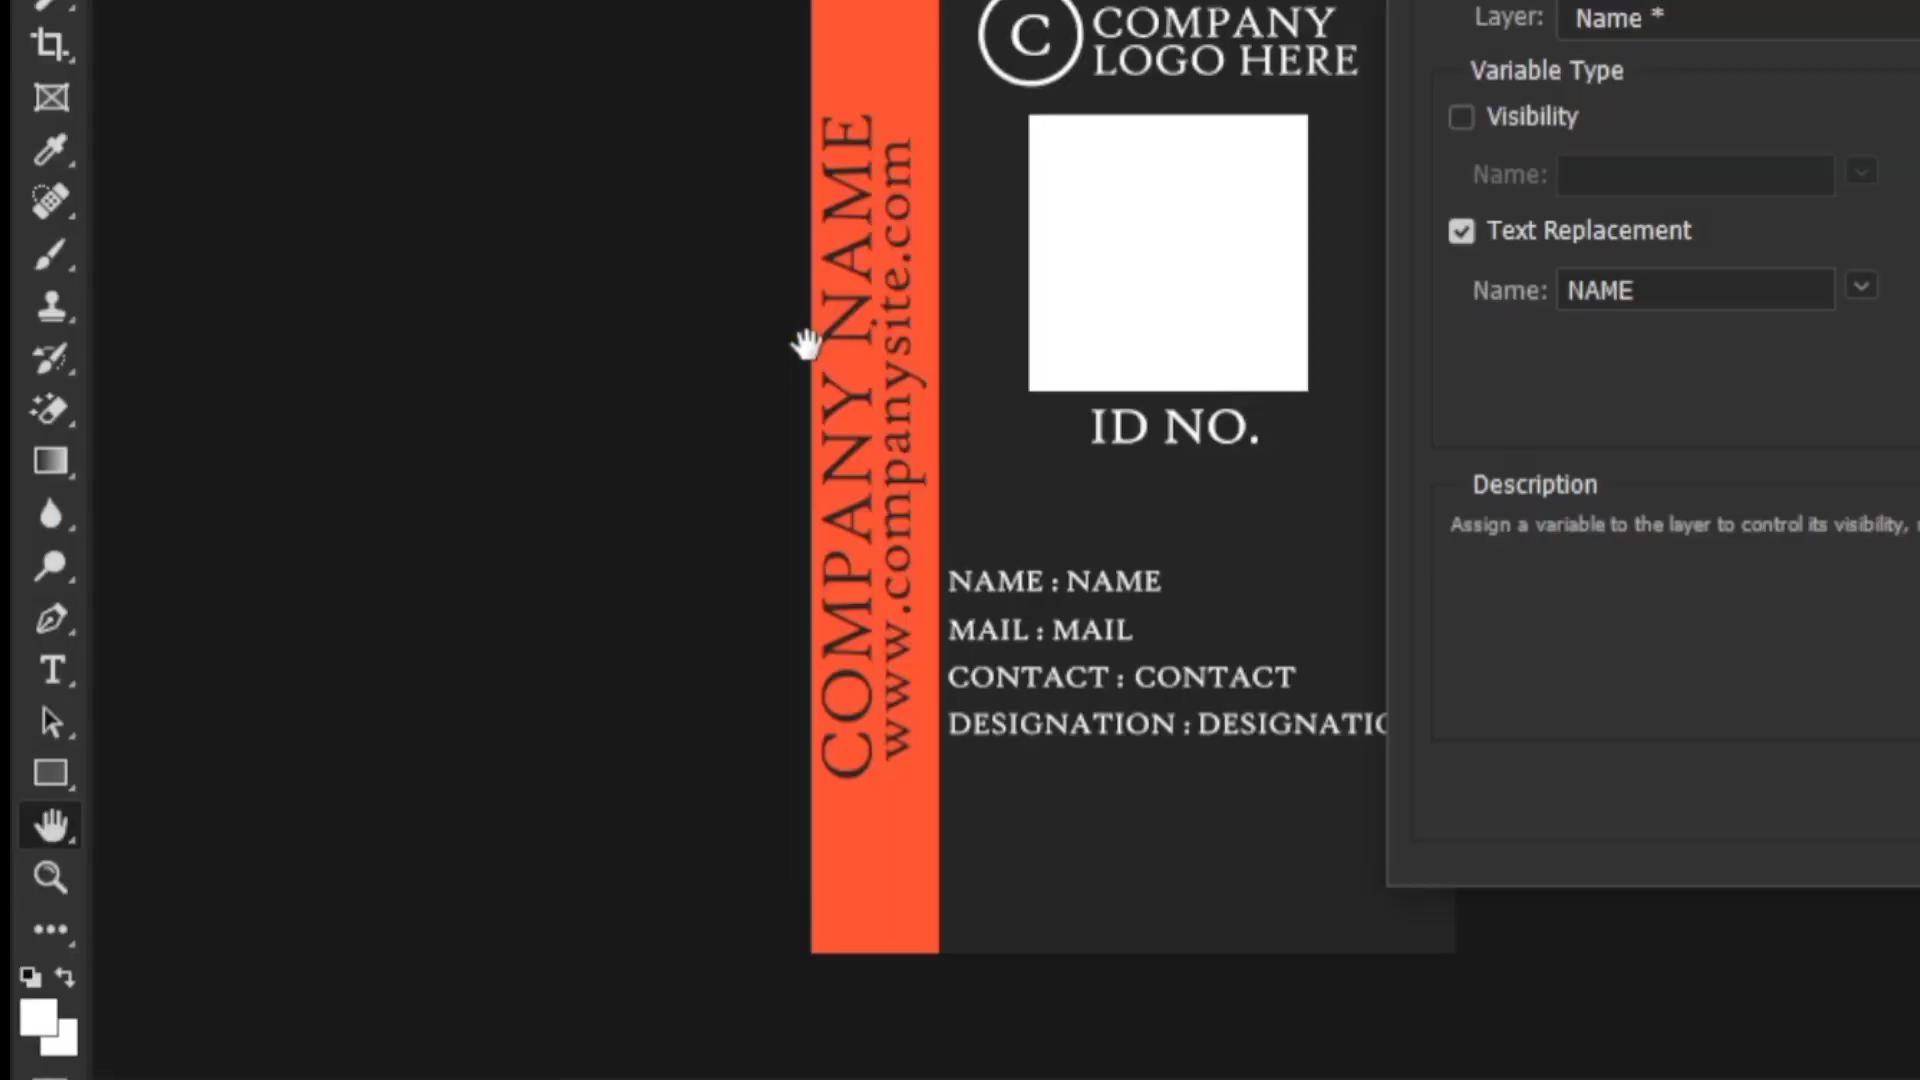 COMPANY
LOGO HERE
C
COMPANY NAME
www.companysite.com
ID NO.
NAME : NAME
MAIL : MAIL
CONTACT : CONTACT
DESIGNATION : DESIGNATIO
Layer: Name *
Variable Type
Visibility
Name:
Text Replacement
Name: NAME
Description
Assign a variable to the layer to control its visibility,